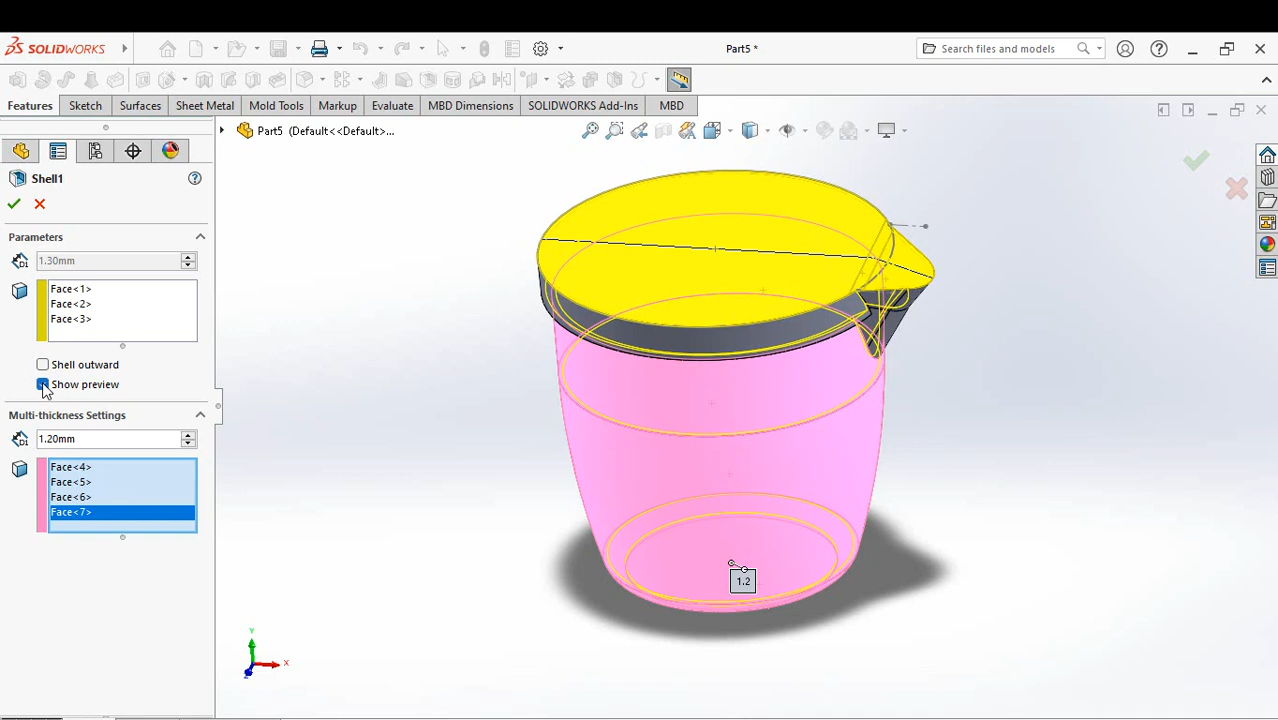 SOLIDWORKS
Part5 *
Search files and models
Features Sketch Surfaces Sheet Metal Mold Tools Markup Evaluate MBD Dimensions SOLIDWORKS Add-Ins MBD
Part5 (Default<<Default>...
Shell1
Parameters
1.30mm
Face<1>
Face<2>
Face<3>
Shell outward
Show preview
Multi-thickness Settings
1.20mm
Face<4>
Face<5>
Face<6>
Face<7>
1.2
Y
X
Z